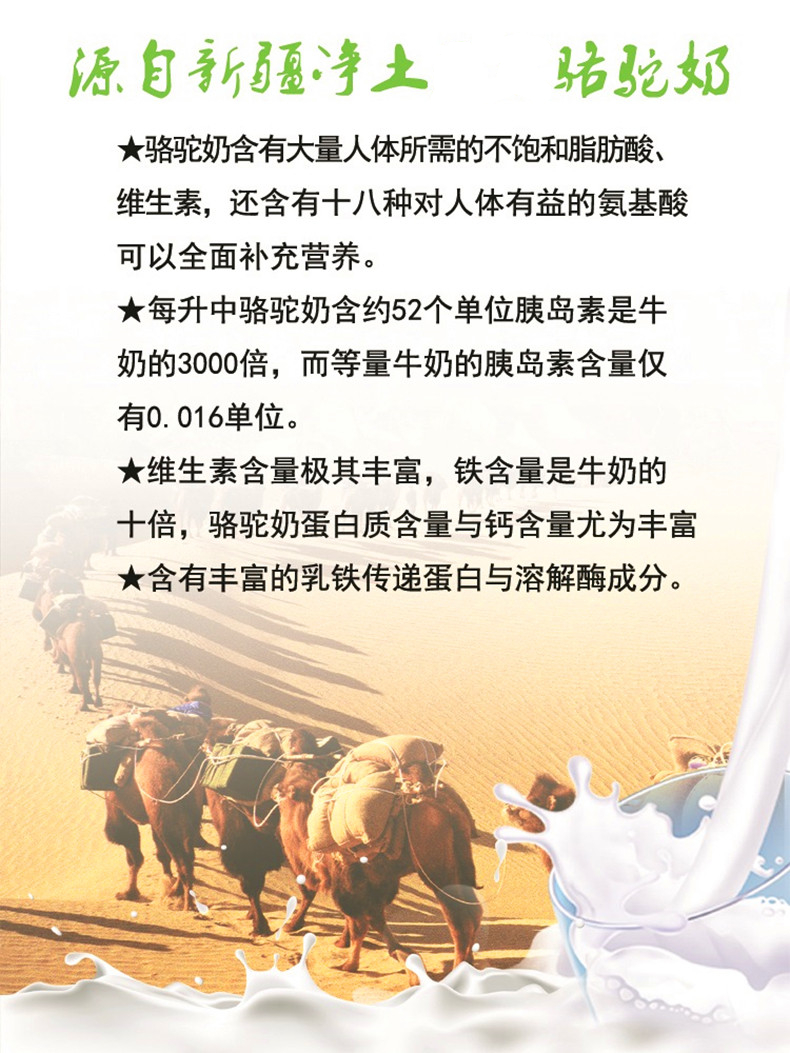 源自新疆净土 骆驼奶
★骆驼奶含有大量人体所需的不饱和脂肪酸、
维生素，还含有十八种对人体有益的氨基酸
可以全面补充营养。
★每升中骆驼奶含约52个单位胰岛素是牛
奶的3000倍，而等量牛奶的胰岛素含量仅
有0.016单位。
★维生素含量极其丰富，铁含量是牛奶的
十倍，骆驼奶蛋白质含量与钙含量尤为丰富
★含有丰富的乳铁传递蛋白与溶解酶成分。